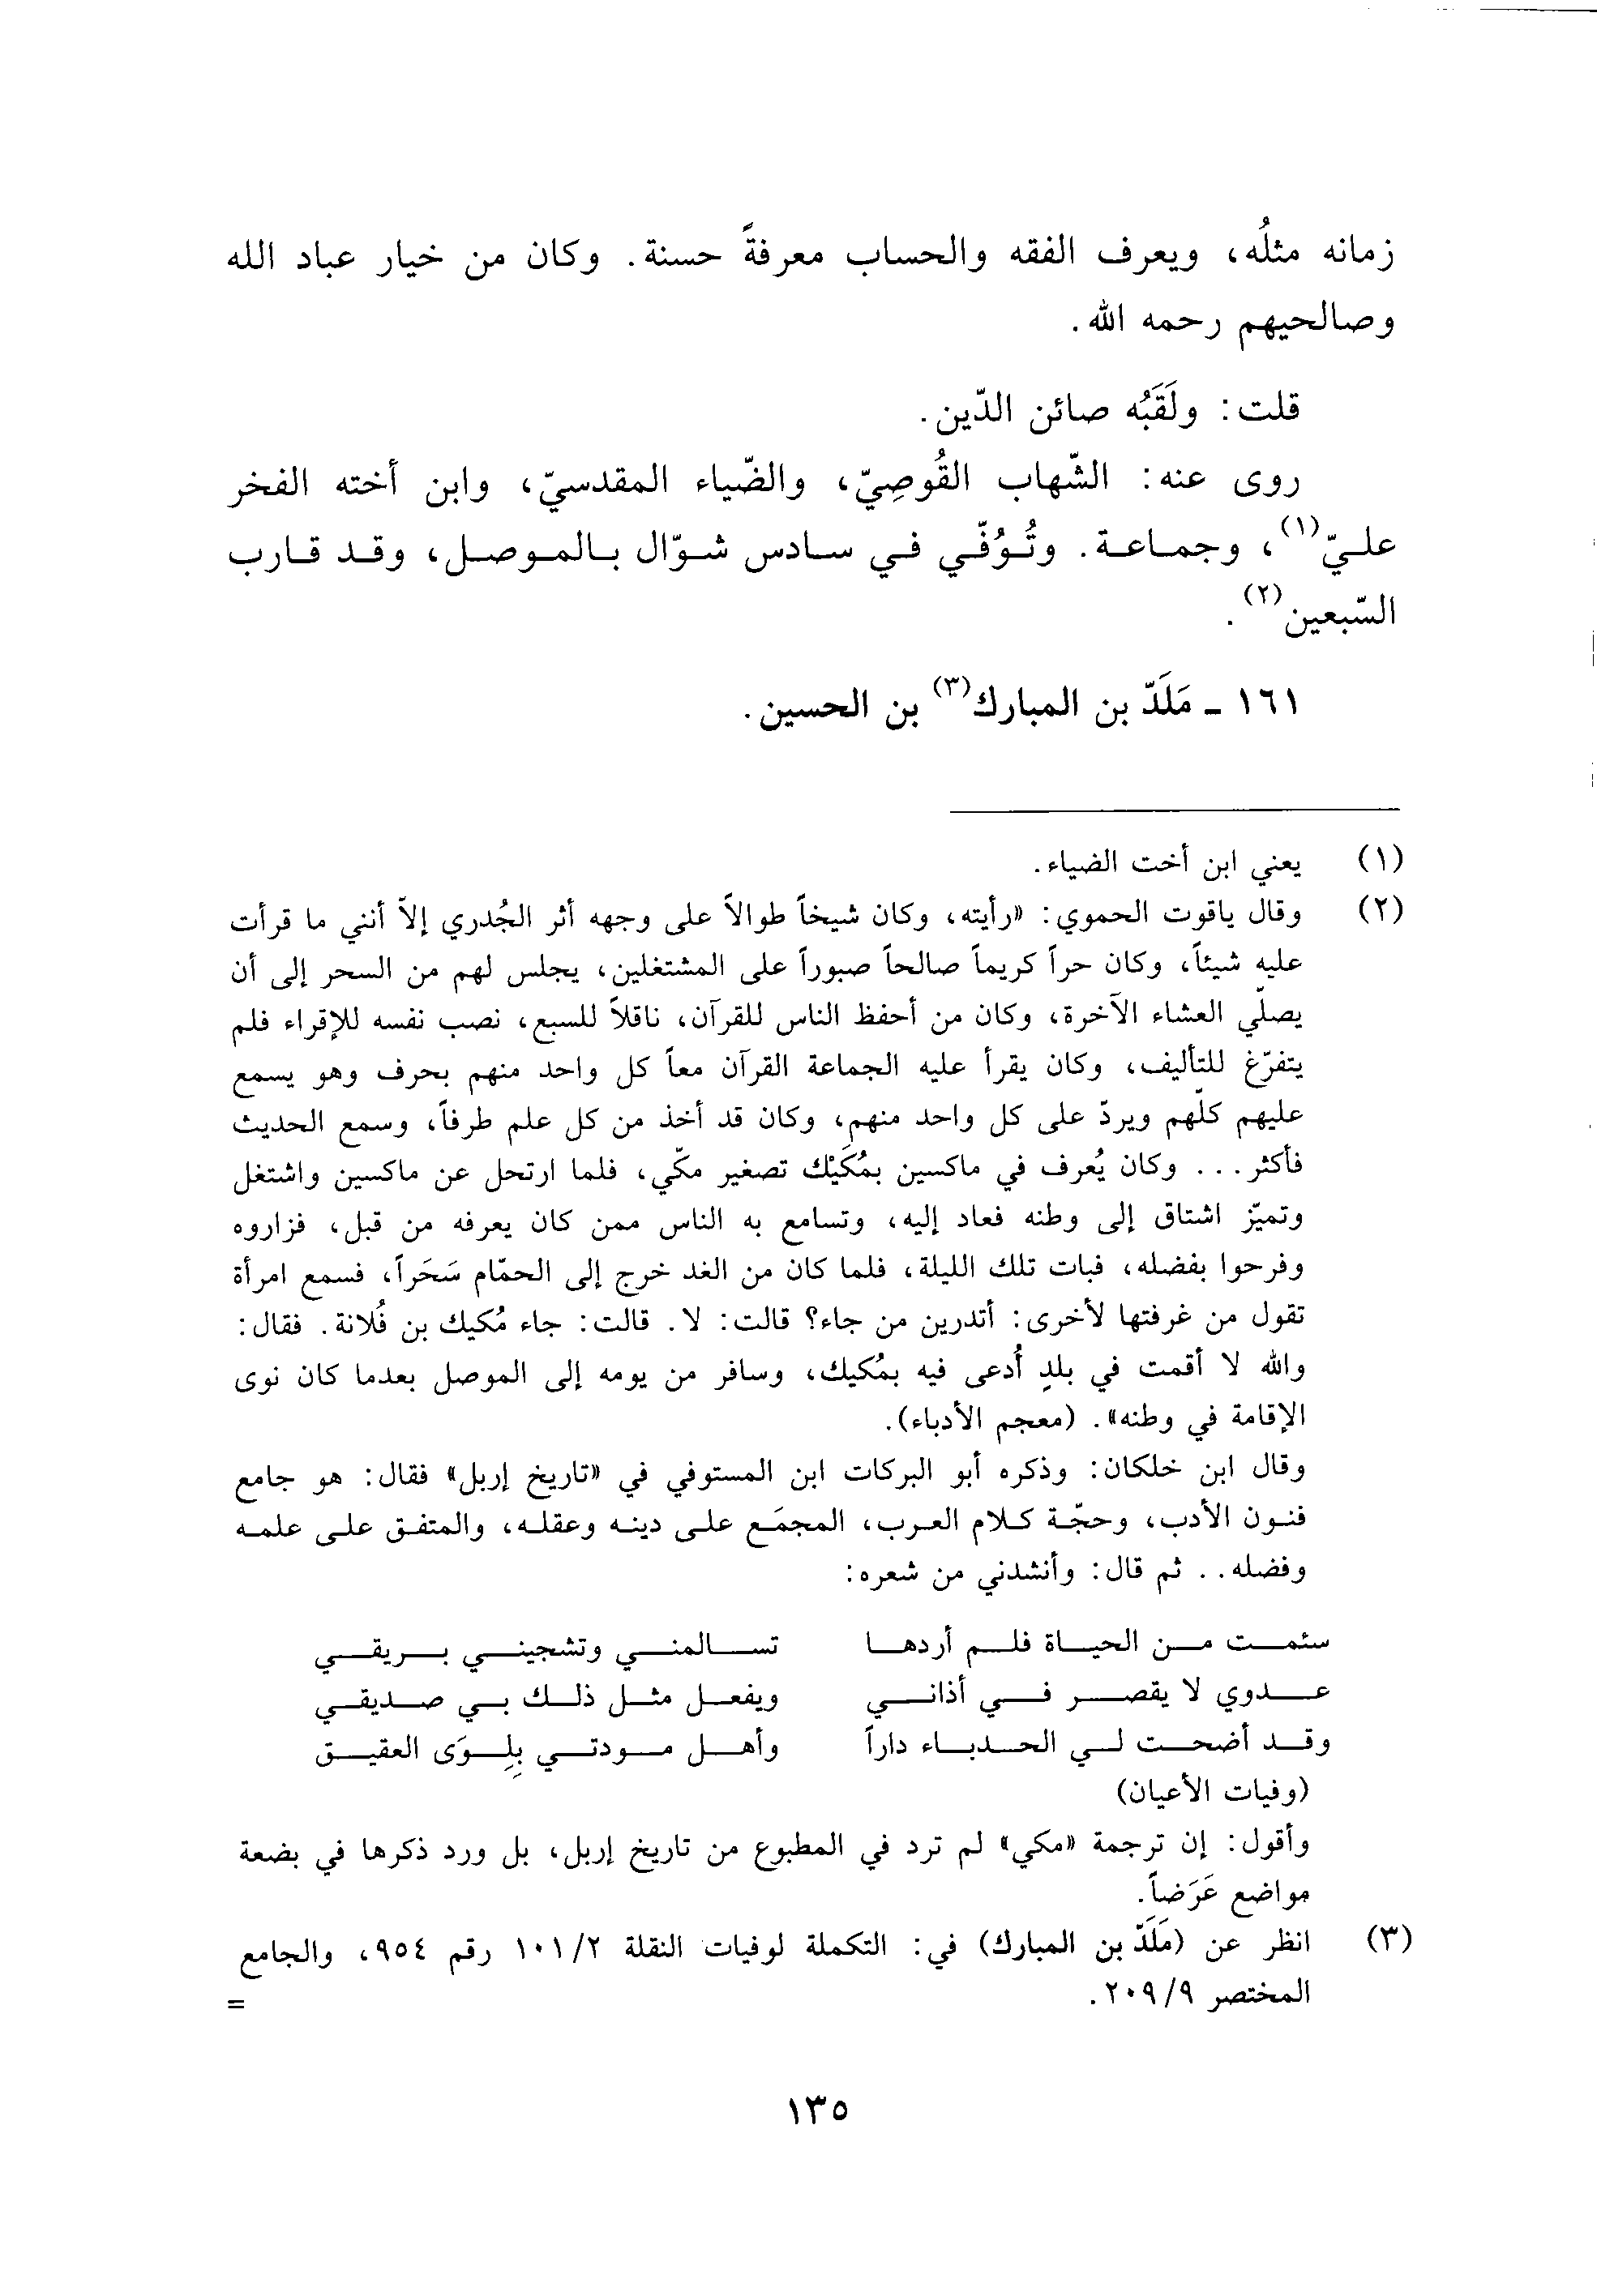 زمانه مثلُه، ويعرف الفقه والحساب معرفةً حسنة. وكان من خيار عباد الله
وصالحيهم رحمه الله.
قلت: ولَقَبُه صائن الدّين.
روى عنه: الشّهاب القُوصِيّ، والضّياء المقدسيّ، وابن أخته الفخر
عليّ(١)، وجماعة. وتُوُفّي في سادس شوّال بالموصل، وقد قارب
السّبعين(٢).
١٦١ ـ مَلَدّ بن المبارك(٣) بن الحسين.
(١) يعني ابن أخت الضياء.
(٢) وقال ياقوت الحموي: «رأيته، وكان شيخاً طوالاً على وجهه أثر الجُدري إلاّ أنني ما قرأت
عليه شيئاً، وكان حراً كريماً صالحاً صبوراً على المشتغلين، يجلس لهم من السحر إلى أن
يصلّي العشاء الآخرة، وكان من أحفظ الناس للقرآن، ناقلاً للسبع، نصب نفسه للإقراء فلم
يتفرّغ للتأليف، وكان يقرأ عليه الجماعة القرآن معاً كل واحد منهم بحرف وهو يسمع
عليهم كلّهم ويردّ على كل واحد منهم، وكان قد أخذ من كل علم طرفاً، وسمع الحديث
فأكثر... وكان يُعرف في ماكسين بمُكَيْك تصغير مكّي، فلما ارتحل عن ماكسين واشتغل
وتميّز اشتاق إلى وطنه فعاد إليه، وتسامع به الناس ممن كان يعرفه من قبل، فزاروه
وفرحوا بفضله، فبات تلك الليلة، فلما كان من الغد خرج إلى الحمّام سَحَراً، فسمع امرأة
تقول من غرفتها لأخرى: أتدرين من جاء؟ قالت: لا. قالت: جاء مُكيك بن فُلانة. فقال:
والله لا أقمت في بلدٍ أُدعى فيه بمُكيك، وسافر من يومه إلى الموصل بعدما كان نوى
الإقامة في وطنه». (معجم الأدباء).
وقال ابن خلكان: وذكره أبو البركات ابن المستوفي في «تاريخ إربل» فقال: هو جامع
فنون الأدب، وحجّة كلام العرب، المجمَع على دينه وعقله، والمتفق على علمه
وفضله.. ثم قال: وأنشدني من شعره:
سئمت من الحياة فلم أردها تسالمني وتشجيني بريقي
عدوي لا يقصر في أذاني ويفعل مثل ذلك بي صديقي
وقد أضحت لي الحدباء داراً وأهل مودتي بِلِوَى العقيق
(وفيات الأعيان)
وأقول: إن ترجمة «مكي» لم ترد في المطبوع من تاريخ إربل، بل ورد ذكرها في بضعة
مواضع عَرَضاً.
(٣) انظر عن (مَلَدّ بن المبارك) في: التكملة لوفيات النقلة ١٠١/٢ رقم ٩٥٤، والجامع
المختصر ٢٠٩/٩. =
١٣٥